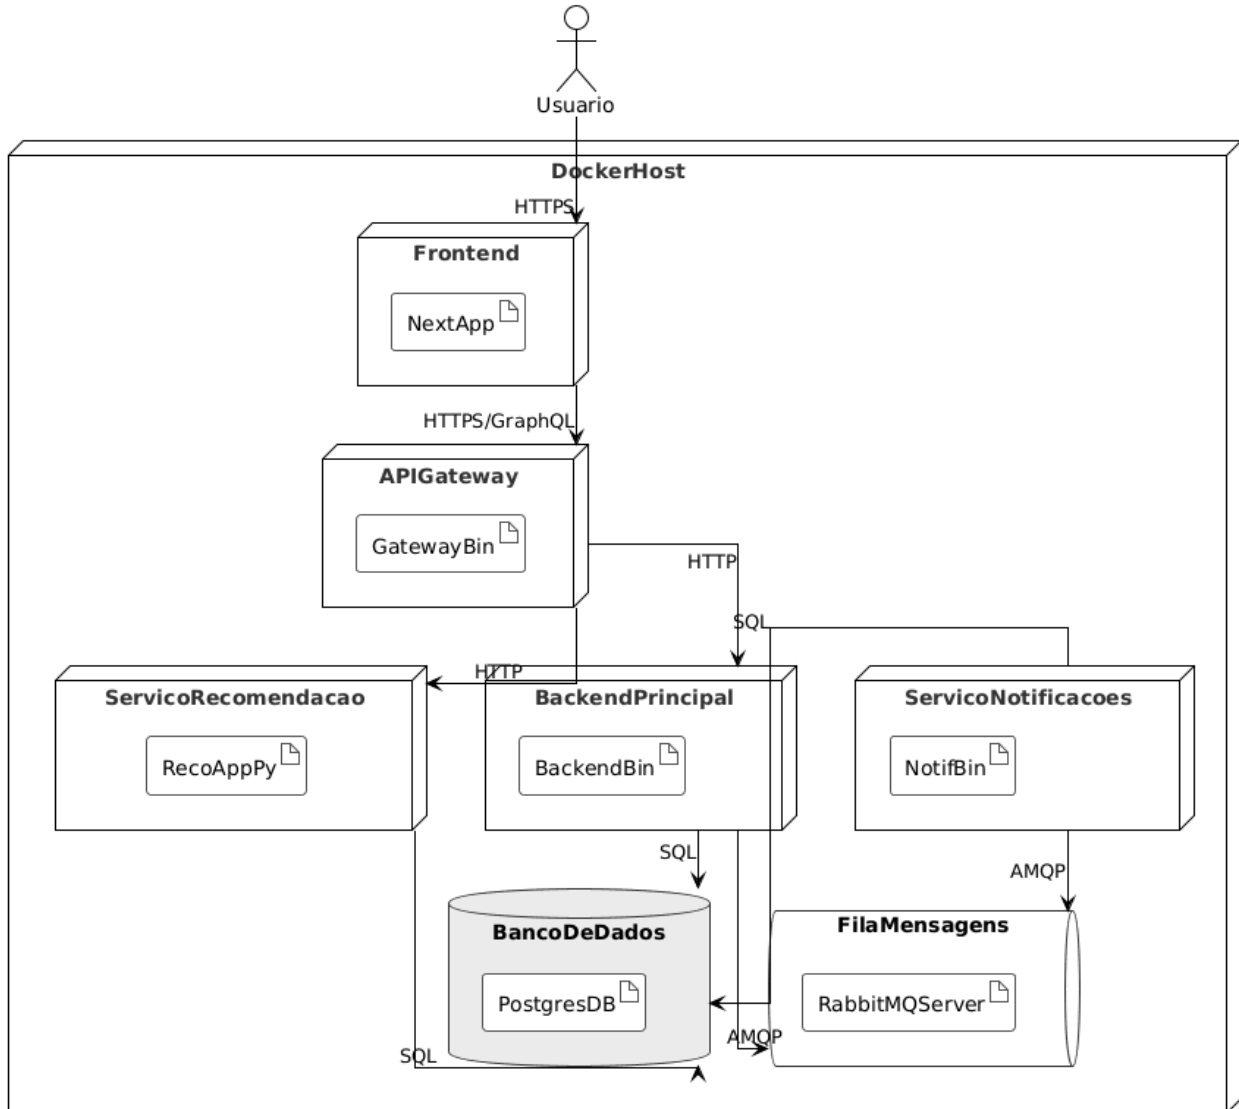 Usuario
DockerHost
HTTPS
Frontend
NextApp
HTTPS/GraphQL
APIGateway
GatewayBin
HTTP
SQL
HTTP
ServicoRecomendacao
BackendPrincipal
ServicoNotificacoes
RecoAppPy
BackendBin
NotifBin
SQL
AMQP
BancoDeDados
FilaMensagens
PostgresDB
RabbitMQServer
AMQP
SQL